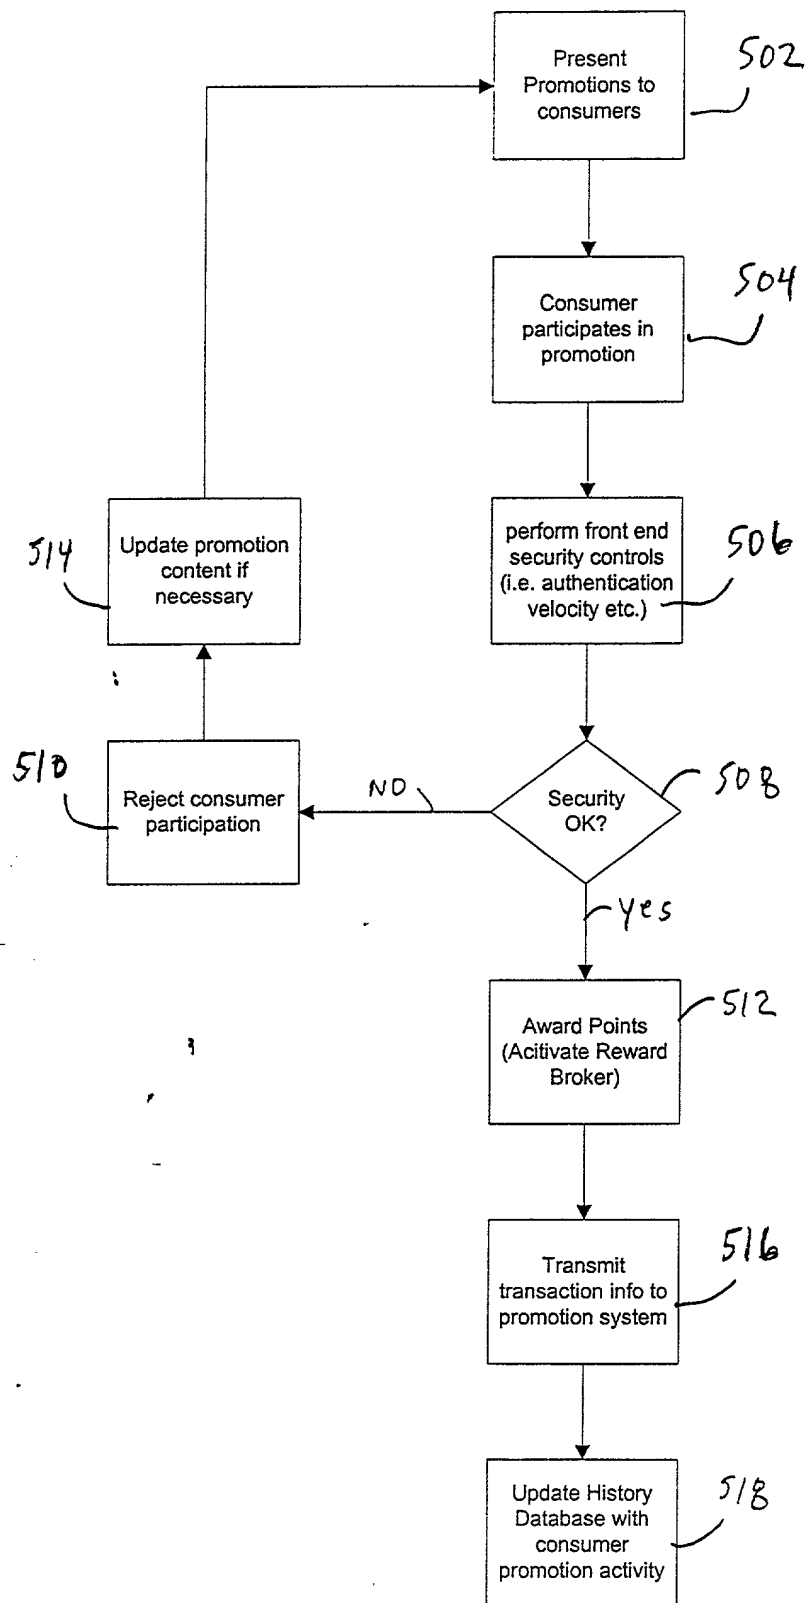 Present
Promotions to
consumers
502
Consumer
participates in
promotion
504
perform front end
security controls
(i.e. authentication
velocity etc.)
506
Security
OK?
508
NO
Reject consumer
participation
510
Update promotion
content if
necessary
514
Yes
Award Points
(Acitivate Reward
Broker)
512
Transmit
transaction info to
promotion system
516
Update History
Database with
consumer
promotion activity
518